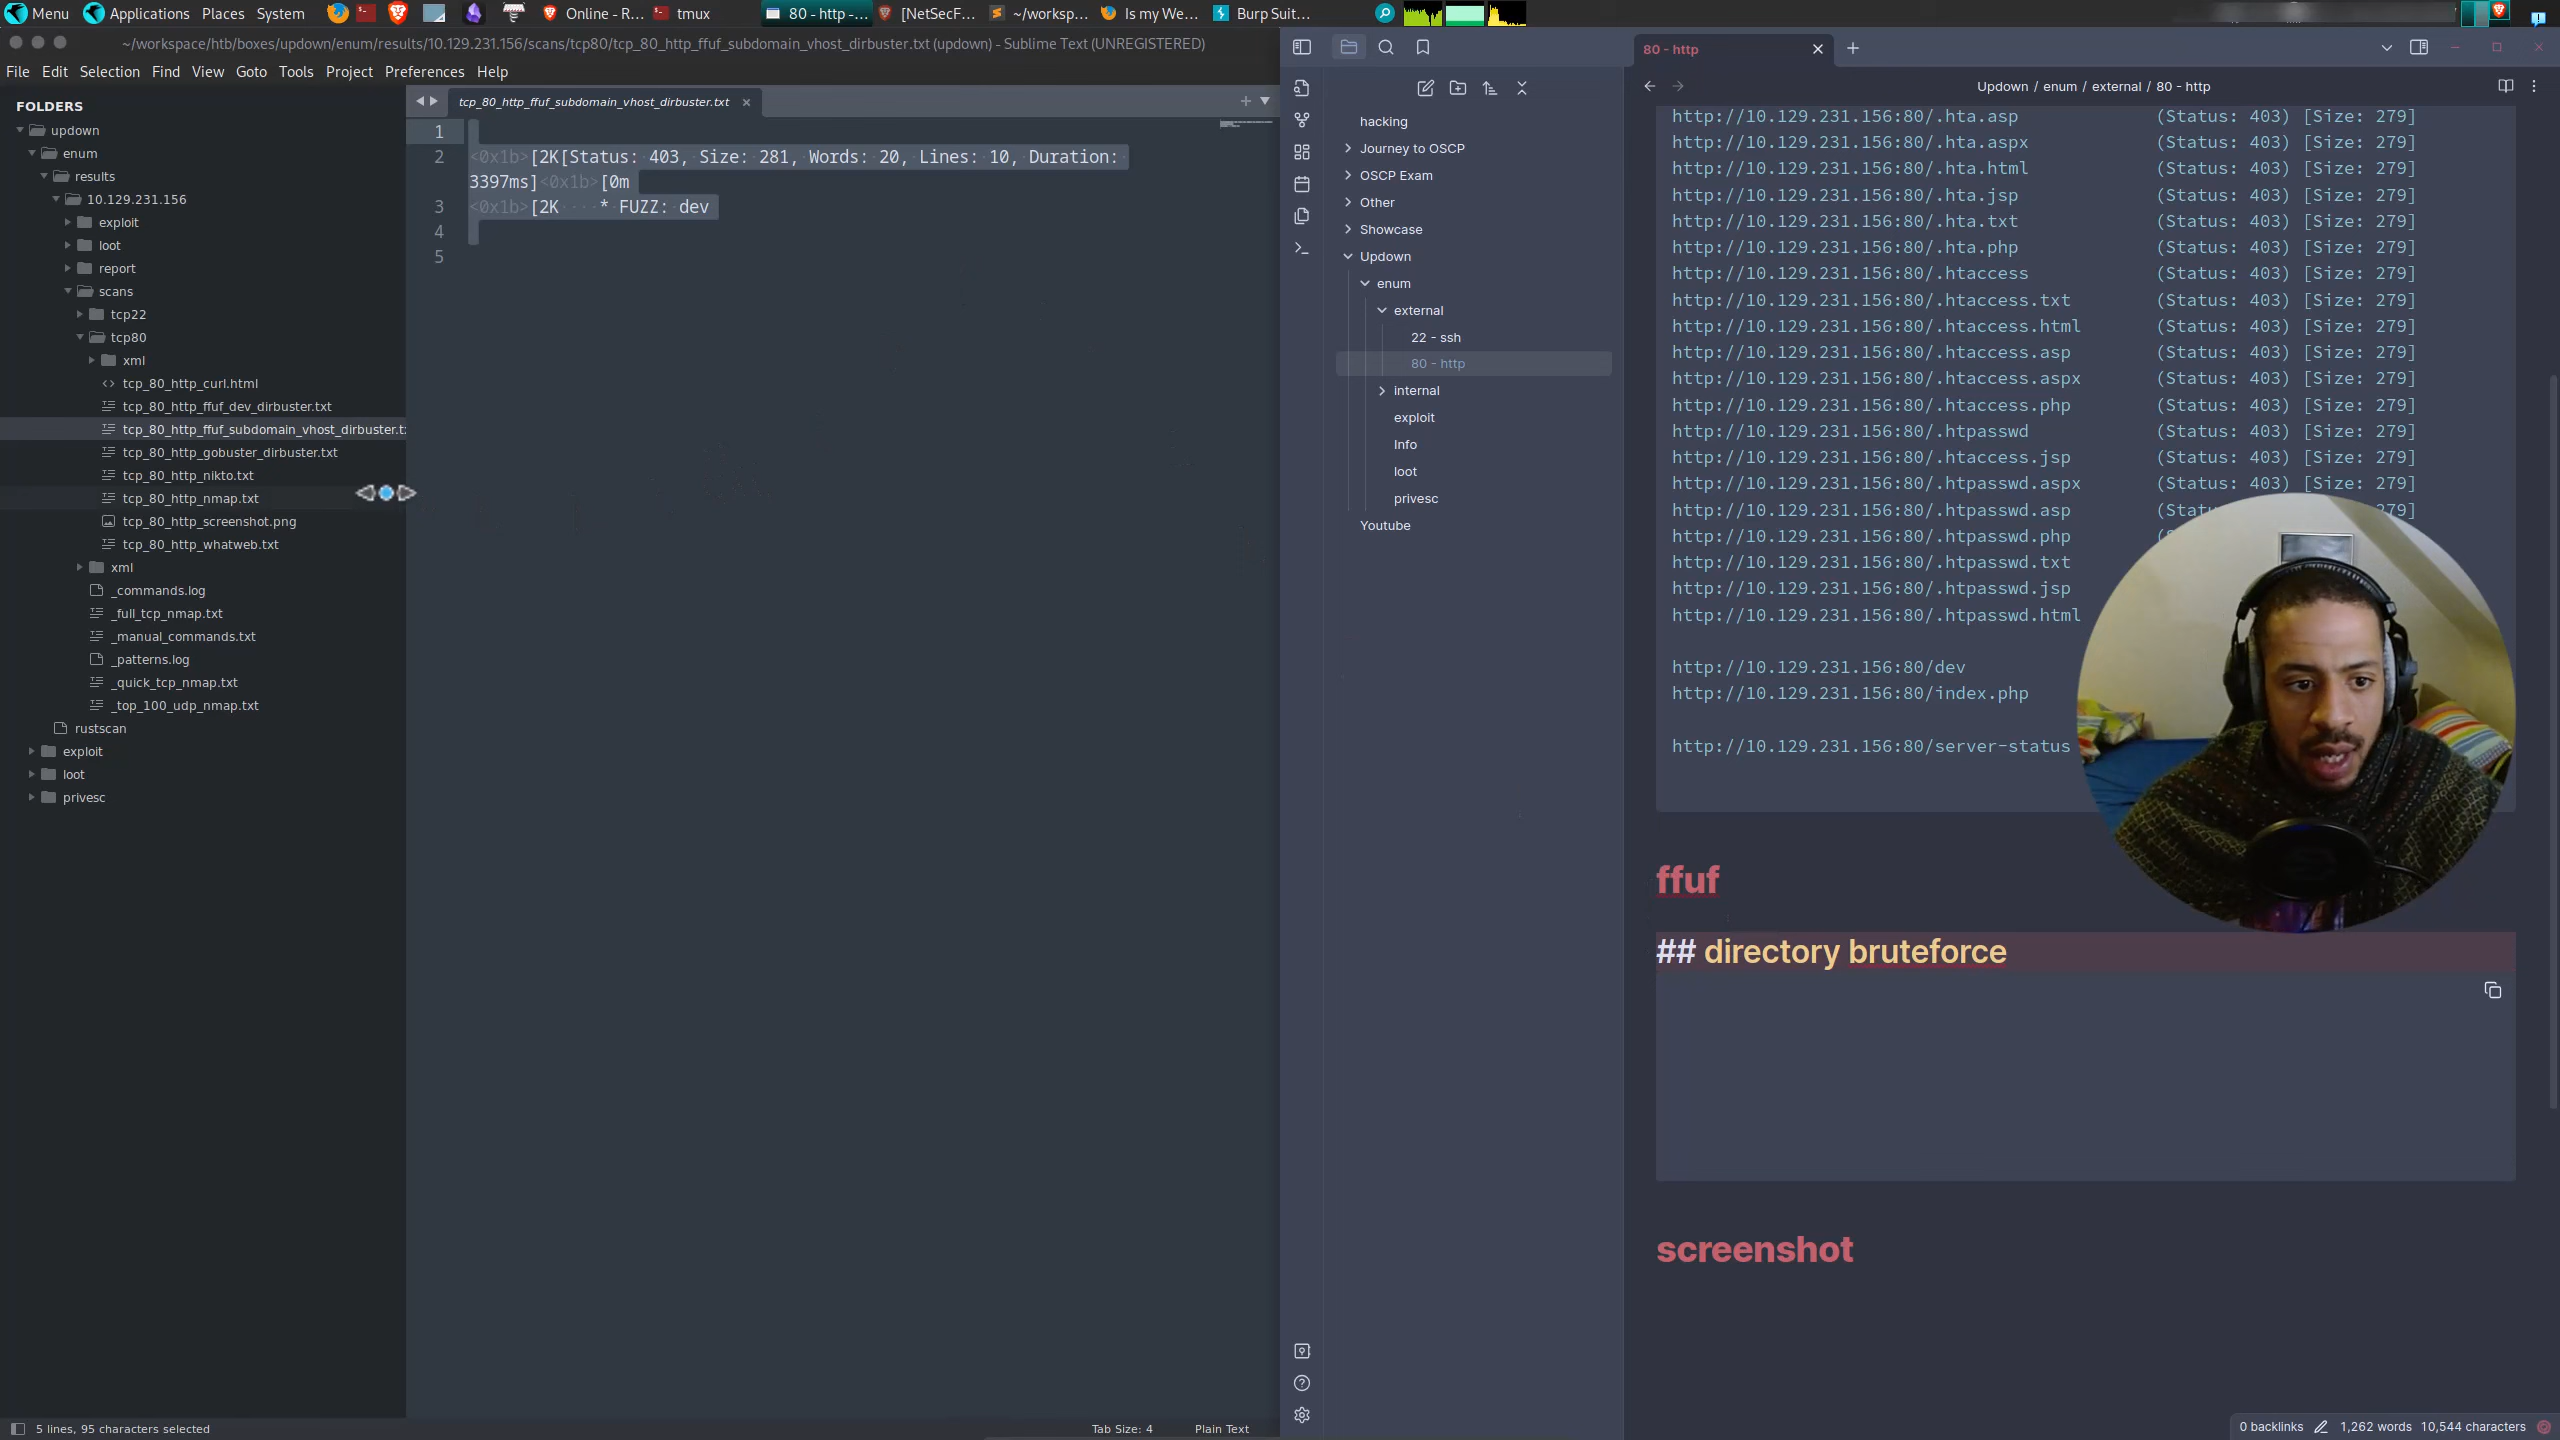 Menu Applications Places System Online - R... tmux 80 - http -... [NetSecF... ~/worksp... Is my We... Burp Suit...
~/workspace/htb/boxes/updown/enum/results/10.129.231.156/scans/tcp80/tcp_80_http_ffuf_subdomain_vhost_dirbuster.txt (updown) - Sublime Text (UNREGISTERED)
File Edit Selection Find View Goto Tools Project Preferences Help
FOLDERS
updown
enum
results
10.129.231.156
exploit
loot
report
scans
tcp22
tcp80
xml
tcp_80_http_curl.html
tcp_80_http_ffuf_dev_dirbuster.txt
tcp_80_http_ffuf_subdomain_vhost_dirbuster.t
tcp_80_http_gobuster_dirbuster.txt
tcp_80_http_nikto.txt
tcp_80_http_nmap.txt
tcp_80_http_screenshot.png
tcp_80_http_whatweb.txt
xml
_commands.log
_full_tcp_nmap.txt
_manual_commands.txt
_patterns.log
_quick_tcp_nmap.txt
_top_100_udp_nmap.txt
rustscan
exploit
loot
privesc
tcp_80_http_ffuf_subdomain_vhost_dirbuster.txt
1
2 <0x1b>[2K[Status: 403, Size: 281, Words: 20, Lines: 10, Duration:
3397ms]<0x1b>[0m
3 <0x1b>[2K    * FUZZ: dev
4
5
5 lines, 95 characters selected
Tab Size: 4 Plain Text
hacking
Journey to OSCP
OSCP Exam
Other
Showcase
Updown
enum
external
22 - ssh
80 - http
internal
exploit
Info
loot
privesc
Youtube
80 - http
Updown / enum / external / 80 - http
http://10.129.231.156:80/.hta.asp (Status: 403) [Size: 279]
http://10.129.231.156:80/.hta.aspx (Status: 403) [Size: 279]
http://10.129.231.156:80/.hta.html (Status: 403) [Size: 279]
http://10.129.231.156:80/.hta.jsp (Status: 403) [Size: 279]
http://10.129.231.156:80/.hta.txt (Status: 403) [Size: 279]
http://10.129.231.156:80/.hta.php (Status: 403) [Size: 279]
http://10.129.231.156:80/.htaccess (Status: 403) [Size: 279]
http://10.129.231.156:80/.htaccess.txt (Status: 403) [Size: 279]
http://10.129.231.156:80/.htaccess.html (Status: 403) [Size: 279]
http://10.129.231.156:80/.htaccess.asp (Status: 403) [Size: 279]
http://10.129.231.156:80/.htaccess.aspx (Status: 403) [Size: 279]
http://10.129.231.156:80/.htaccess.php (Status: 403) [Size: 279]
http://10.129.231.156:80/.htpasswd (Status: 403) [Size: 279]
http://10.129.231.156:80/.htaccess.jsp (Status: 403) [Size: 279]
http://10.129.231.156:80/.htpasswd.aspx (Status: 403) [Size: 279]
http://10.129.231.156:80/.htpasswd.asp (Statu 279]
http://10.129.231.156:80/.htpasswd.php
http://10.129.231.156:80/.htpasswd.txt
http://10.129.231.156:80/.htpasswd.jsp
http://10.129.231.156:80/.htpasswd.html
http://10.129.231.156:80/dev
http://10.129.231.156:80/index.php
http://10.129.231.156:80/server-status
ffuf
## directory bruteforce
screenshot
0 backlinks 1,262 words 10,544 characters